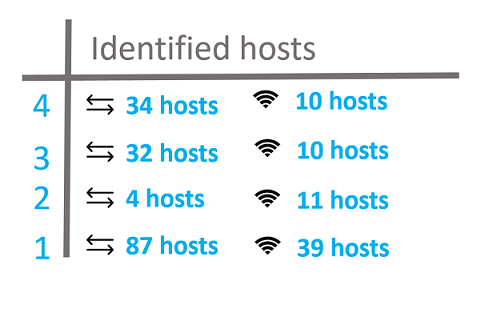 Identified hosts
4 34 hosts 10 hosts
3 32 hosts 10 hosts
2 4 hosts 11 hosts
1 87 hosts 39 hosts